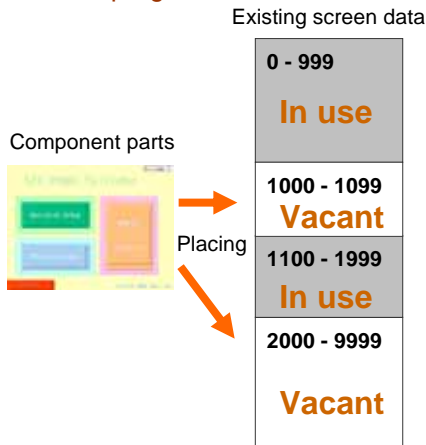 Existing screen data
0 - 999
In use
Component parts
1000 - 1099
Vacant
Placing
1100 - 1999
In use
2000 - 9999
Vacant